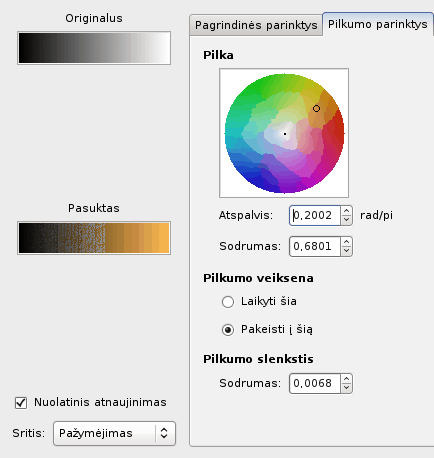 Originalus
Pasuktas
Nuolatinis atnaujinimas
Sritis: Pažymėjimas
Pagrindinės parinktys Pilkumo parinktys
Pilka
Atspalvis: 0,2002 rad/pi
Sodrumas: 0,6801
Pilkumo veiksena
Laikyti šia
Pakeisti į šią
Pilkumo slenkstis
Sodrumas: 0,0068